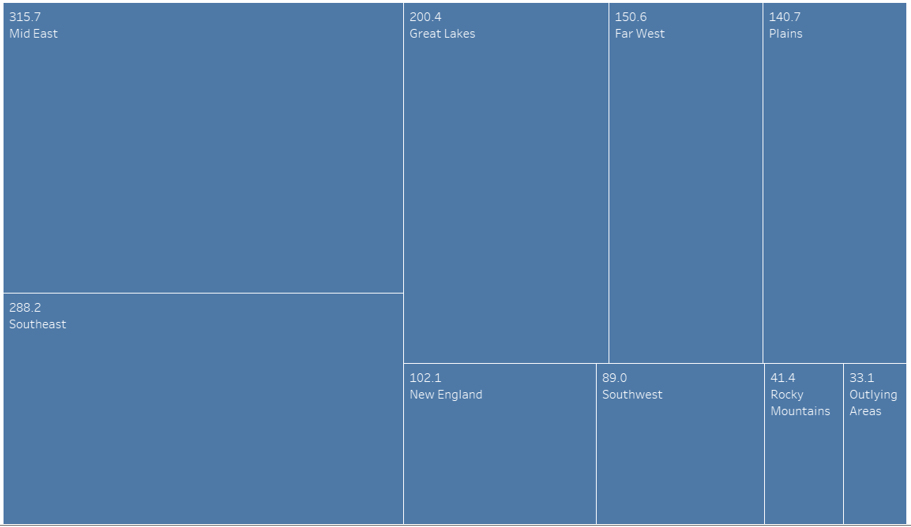 315.7
Mid East
200.4
Great Lakes
150.6
Far West
140.7
Plains
288.2
Southeast
102.1
New England
89.0
Southwest
41.4
Rocky
Mountains
33.1
Outlying
Areas